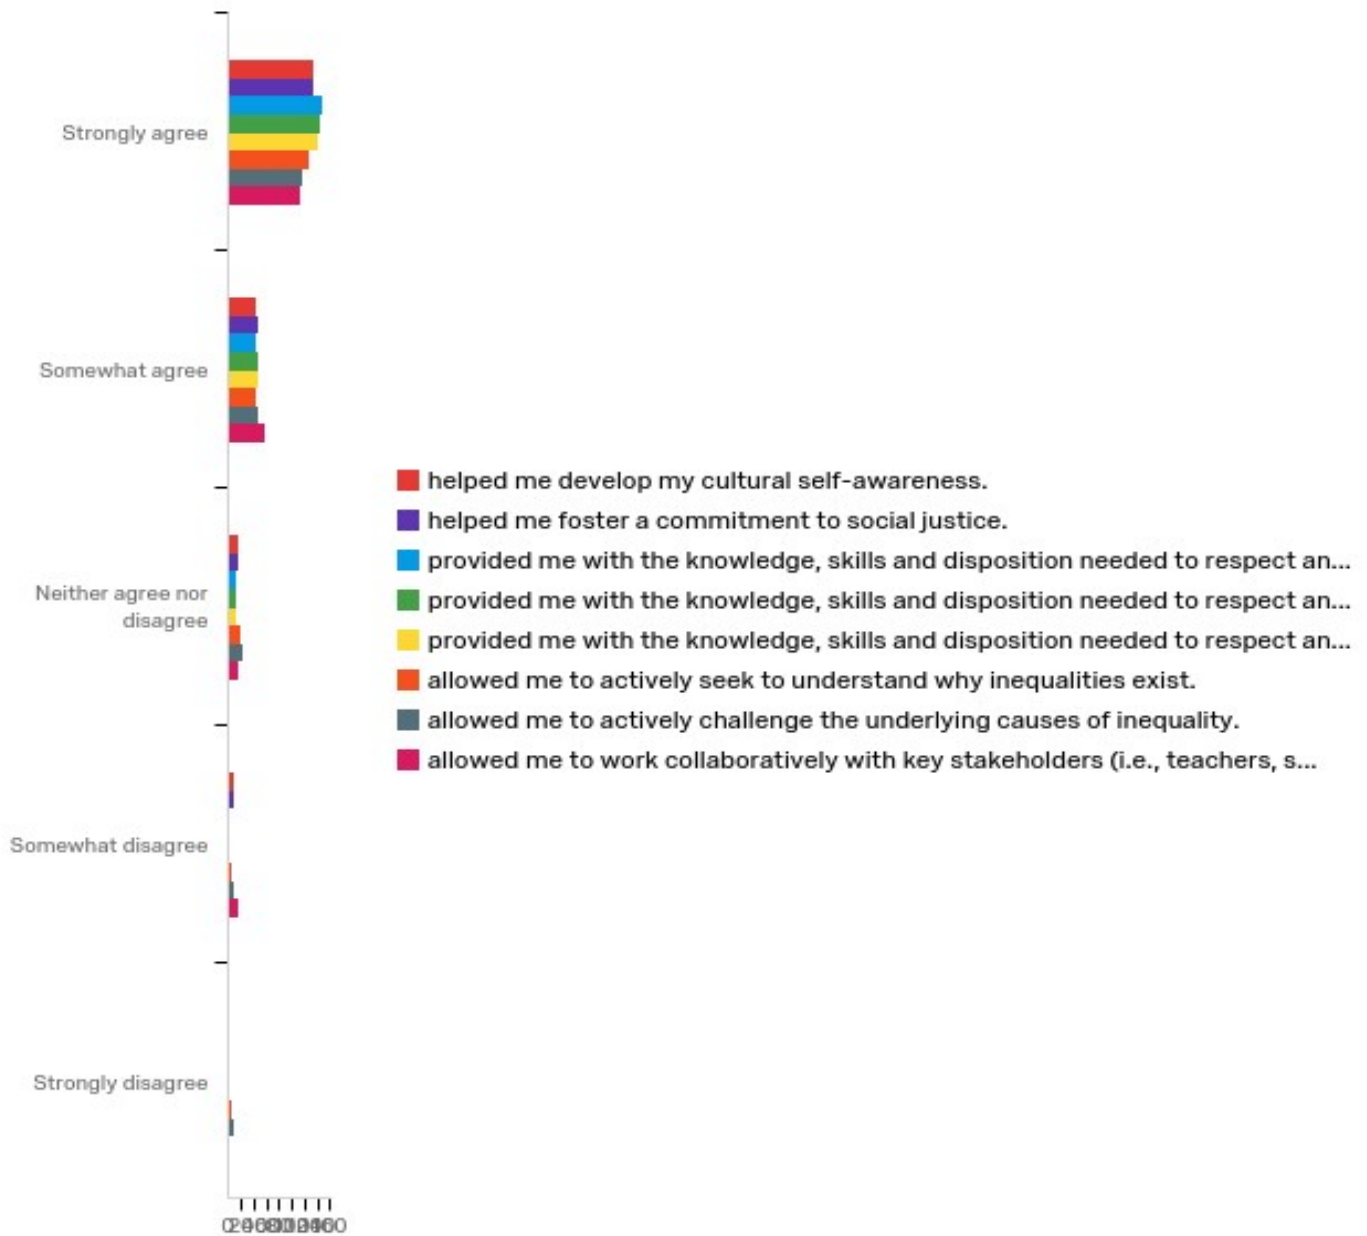 Strongly agree
Somewhat agree
helped me develop my cultural self-awareness.
helped me foster a commitment to social justice.
provided me with the knowledge, skills and disposition needed to respect an...
Neither agree nor
disagree
provided me with the knowledge, skills and disposition needed to respect an...
provided me with the knowledge, skills and disposition needed to respect an...
allowed me to actively seek to understand why inequalities exist.
allowed me to actively challenge the underlying causes of inequality.
allowed me to work collaboratively with key stakeholders (i.e., teachers, s...
Somewhat disagree
Strongly disagree